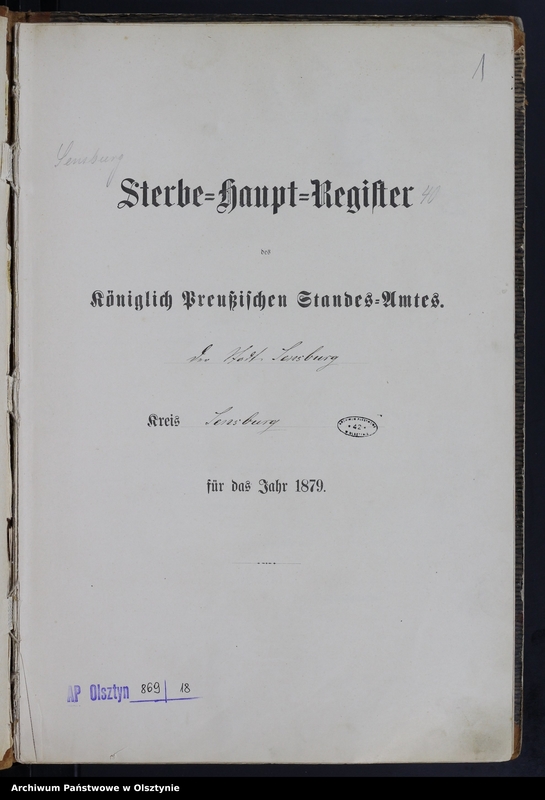 1
Sensburg
Sterbe=Haupt=Register 40
des
Königlich Preußischen Standes=Amtes.
der Stadt Sensburg
Kreis Sensburg
42
für das Jahr 1879.
AP Olsztyn 869 | 18
Archiwum Państwowe w Olsztynie